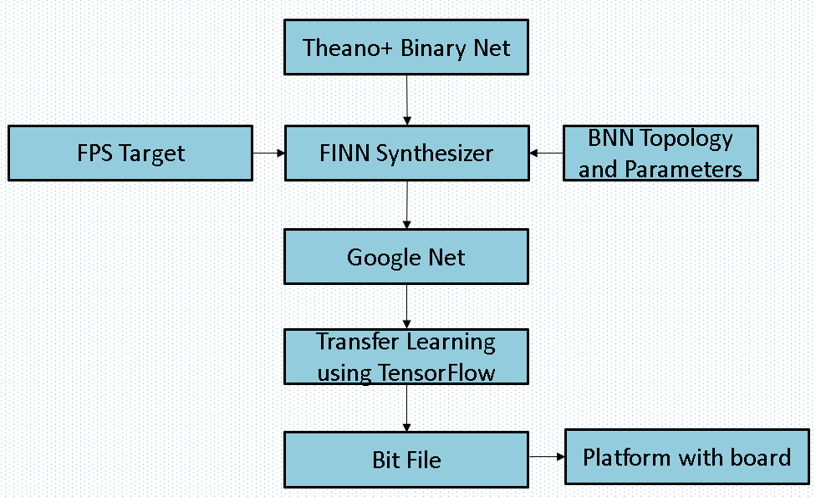 Theano+ Binary Net
FPS Target
FINN Synthesizer
BNN Topology
and Parameters
Google Net
Transfer Learning
using TensorFlow
Bit File
Platform with board